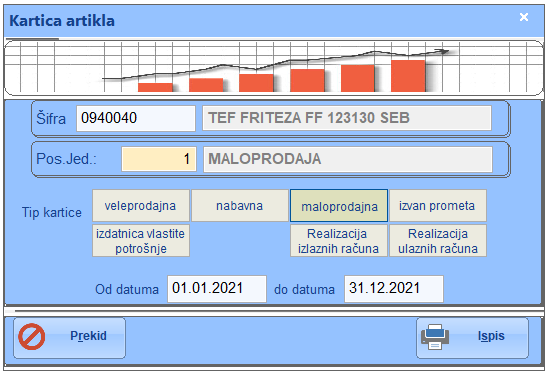 Kartica artikla
Šifra 0940040 TEF FRITEZA FF 123130 SEB
Pos.Jed.: 1 MALOPRODAJA
Tip kartice veleprodajna nabavna maloprodajna izvan prometa
izdatnica vlastite potrošnje Realizacija izlaznih računa Realizacija ulaznih računa
Od datuma 01.01.2021 do datuma 31.12.2021
Prekid Ispis